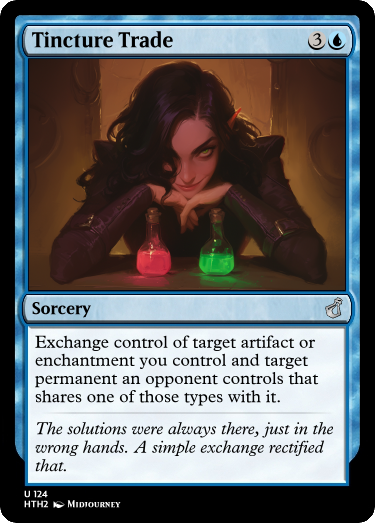 Tincture Trade 3
Sorcery
Exchange control of target artifact or
enchantment you control and target
permanent an opponent controls that
shares one of those types with it.
The solutions were always there, just in the
wrong hands. A simple exchange rectified
that.
U 124
HTH2 Midjourney